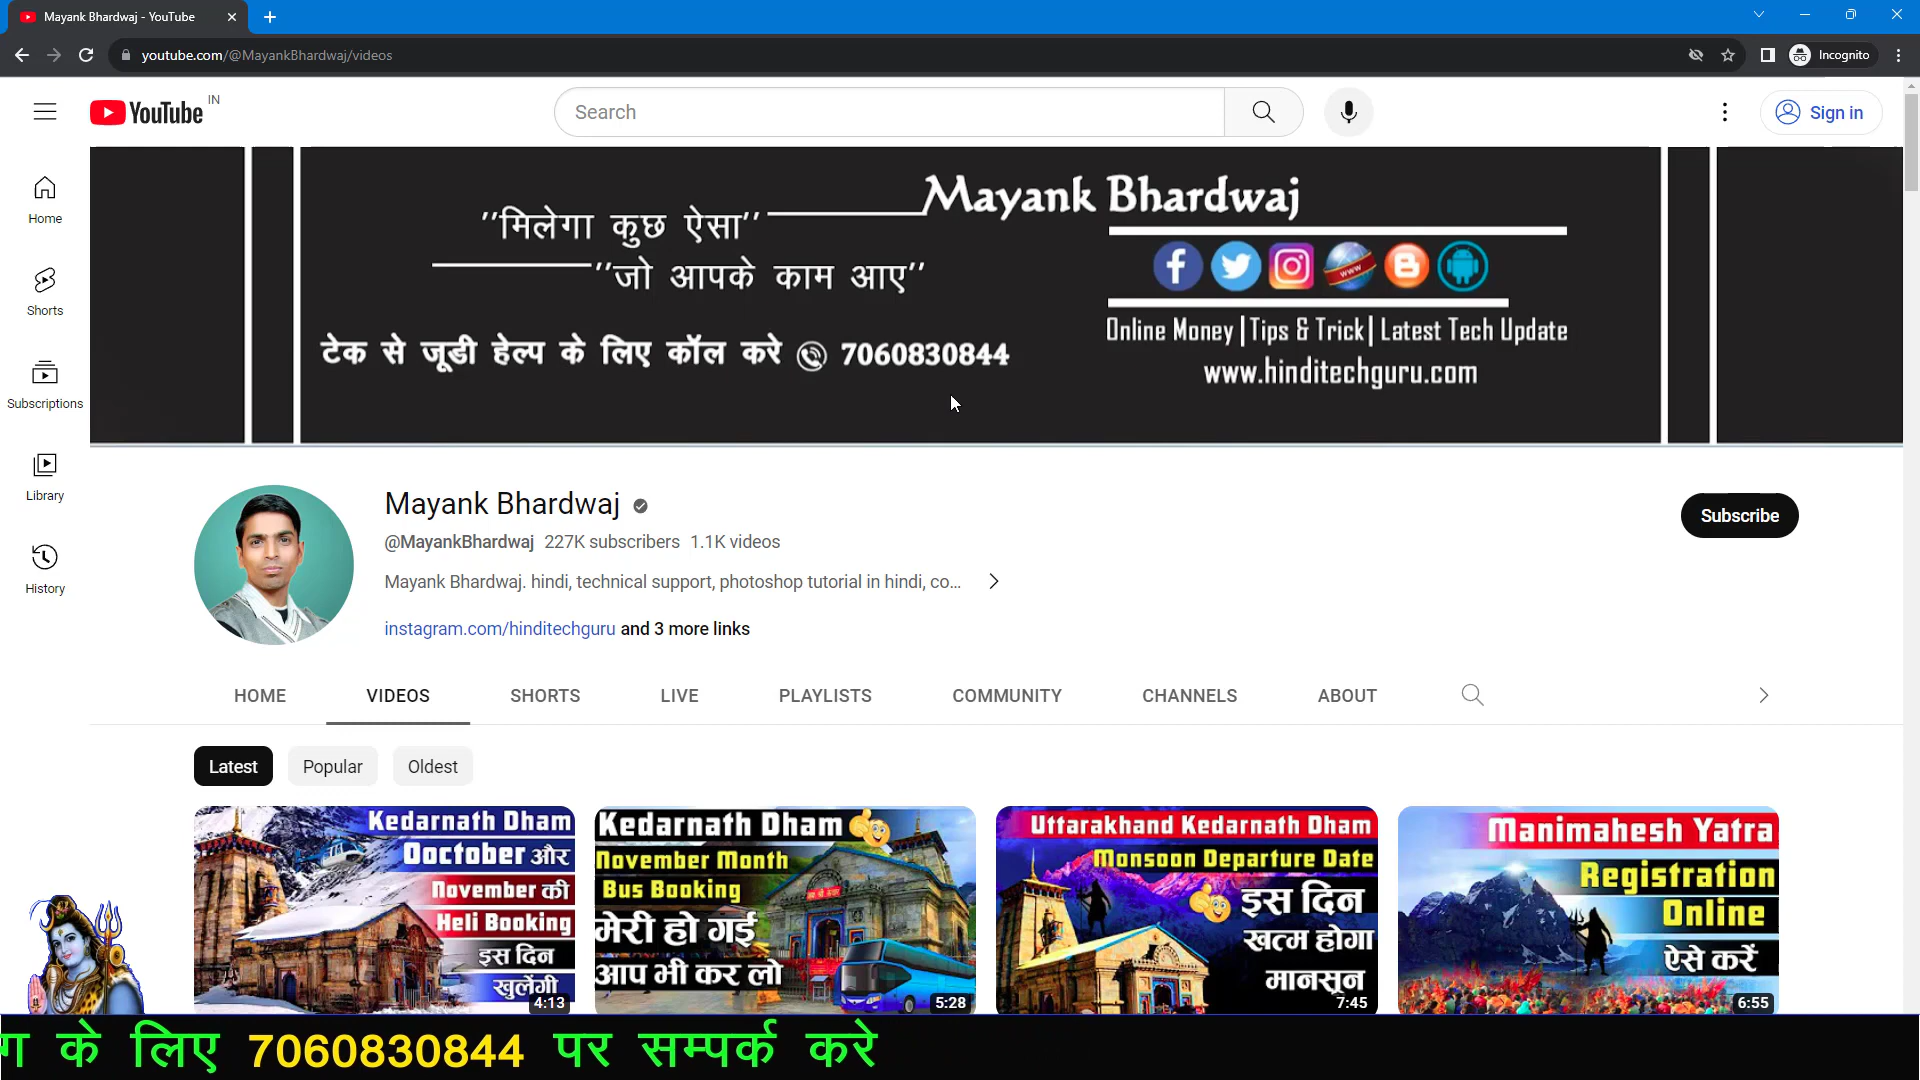 Mayank Bhardwaj - YouTube
youtube.com/@MayankBhardwaj/videos
Incognito
YouTube IN
Search
Sign in
Home
Shorts
Subscriptions
Library
History
Mayank Bhardwaj
''मिलेगा कुछ ऐसा''
''जो आपके काम आए''
टेक से जूडी हेल्प के लिए कॉल करे 7060830844
www
Online Money | Tips & Trick | Latest Tech Update
www.hinditechguru.com
Mayank Bhardwaj
@MayankBhardwaj 227K subscribers 1.1K videos
Mayank Bhardwaj. hindi, technical support, photoshop tutorial in hindi, co...
instagram.com/hinditechguru and 3 more links
Subscribe
HOME VIDEOS SHORTS LIVE PLAYLISTS COMMUNITY CHANNELS ABOUT
Latest Popular Oldest
Kedarnath Dham
Ooctober और
November की
Heli Booking
इस दिन
खुलेंगी
4:13
Kedarnath Dham
November Month
Bus Booking
मेरी हो गई
आप भी कर लो
5:28
Uttarakhand Kedarnath Dham
Monsoon Departure Date
इस दिन
खत्म होगा
मानसून
7:45
Manimahesh Yatra
Registration
Online
ऐसे करें
6:55
के लिए 7060830844 पर सम्पर्क करे